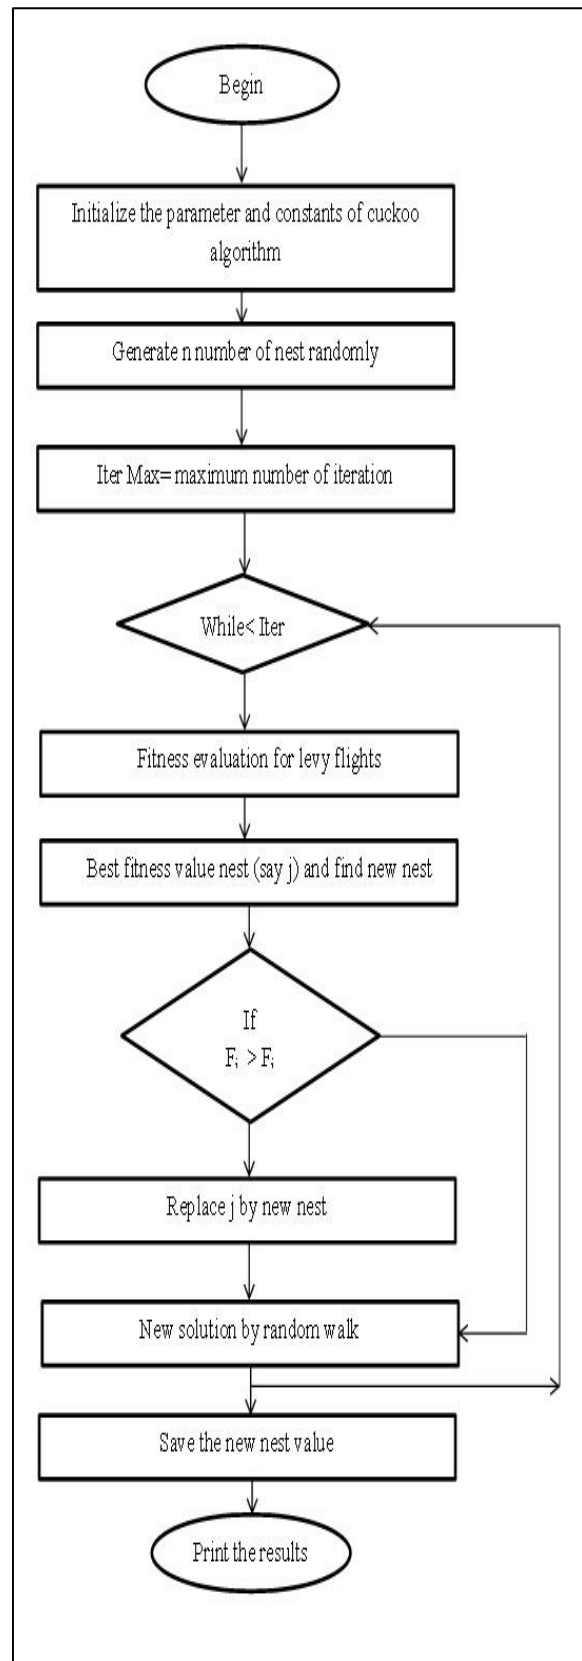 Begin
Initialize the parameter and constants of cuckoo
algorithm
Generate n number of nest randomly
Iter Max= maximum number of iteration
While< Iter
Fitness evaluation for levy flights
Best fitness value nest (say j) and find new nest
If
F; > F;
Replace j by new nest
New solution by random walk
Save the new nest value
Print the results